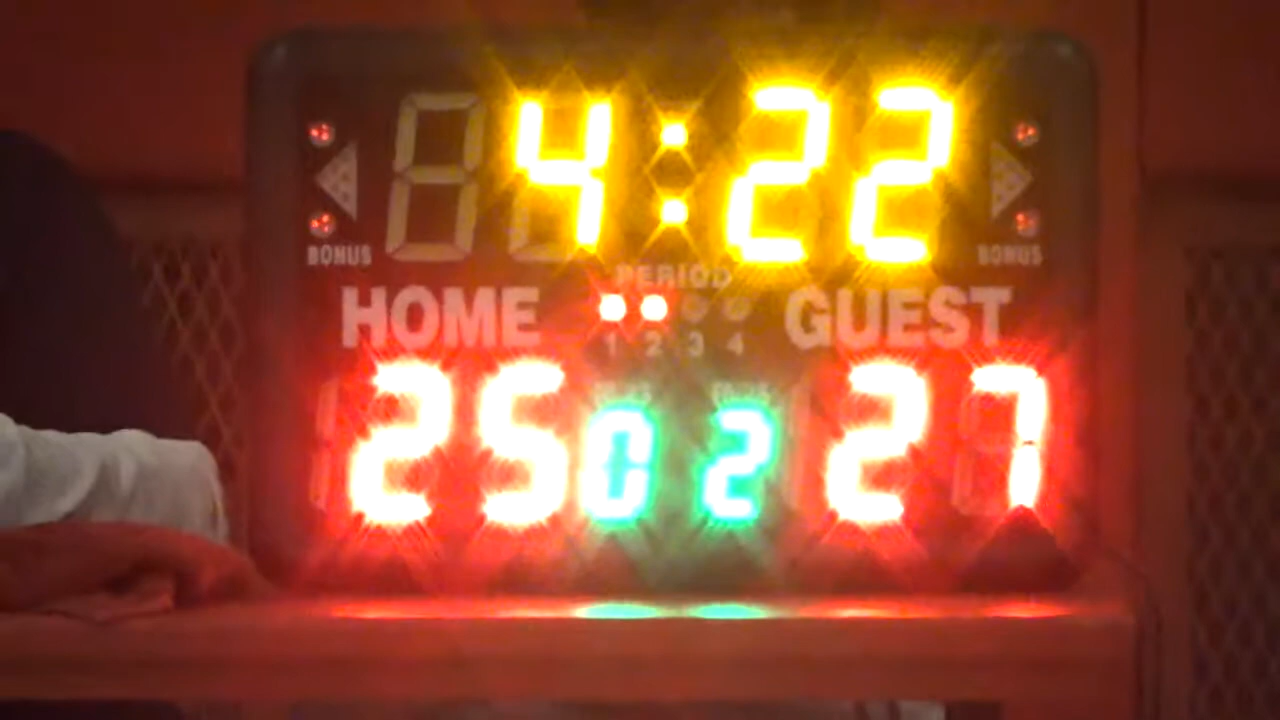 4:22
BONUS BONUS
PERIOD
HOME GUEST
1 2 3 4
25 0 2 27